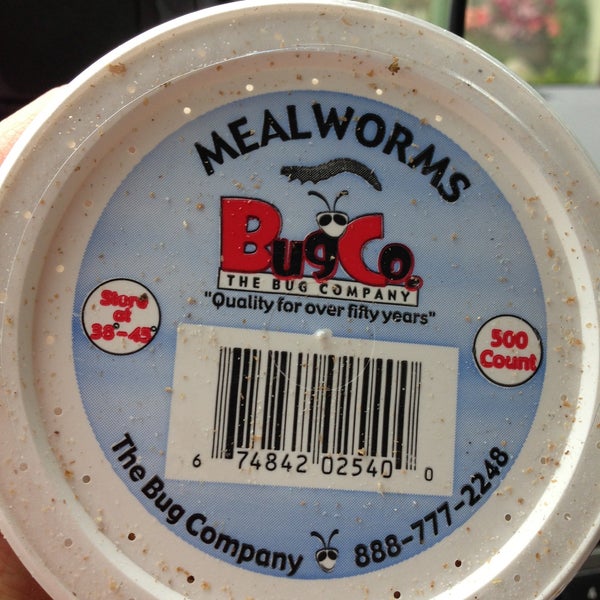 MEALWORMS
BugCo.
THE BUG COMPANY
"Quality for over fifty years"
Store
at
38°-45°
500
Count
6 74842 02540 0
The Bug Company 888-777-2248